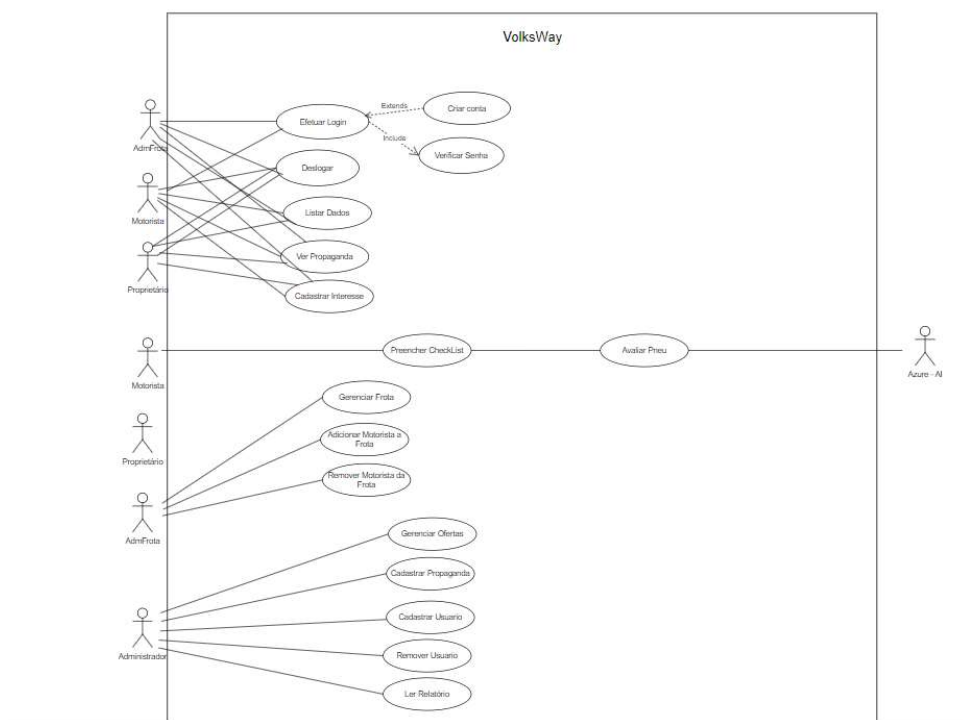 VolksWay
AdmFrota
Motorista
Proprietário
Efetuar Login
Extends
Criar conta
Include
Verificar Senha
Deslogar
Listar Dados
Ver Propaganda
Cadastrar Interesse
Motorista
Preencher CheckList
Avaliar Pneu
Azure - AI
Proprietário
AdmFrota
Gerenciar Frota
Adicionar Motorista a
Frota
Remover Motorista da
Frota
Administrador
Gerenciar Ofertas
Cadastrar Propaganda
Cadastrar Usuario
Remover Usuario
Ler Relatório